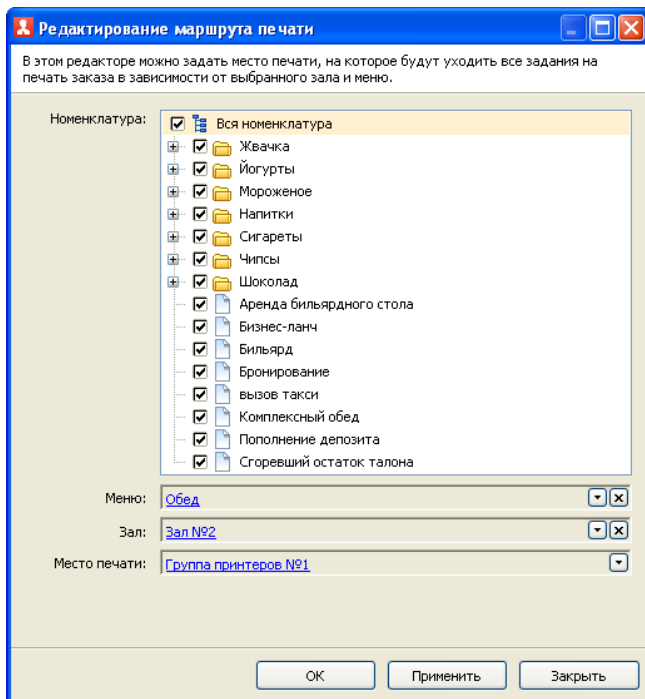 Редактирование маршрута печати
В этом редакторе можно задать место печати, на которое будут уходить все задания на
печать заказа в зависимости от выбранного зала и меню.
Номенклатура:
Вся номенклатура
Жвачка
Йогурты
Мороженое
Напитки
Сигареты
Чипсы
Шоколад
Аренда бильярдного стола
Бизнес-ланч
Бильярд
Бронирование
вызов такси
Комплексный обед
Пополнение депозита
Сгоревший остаток талона
Меню: Обед
Зал: Зал №2
Место печати: Группа принтеров №1
ОК Применить Закрыть